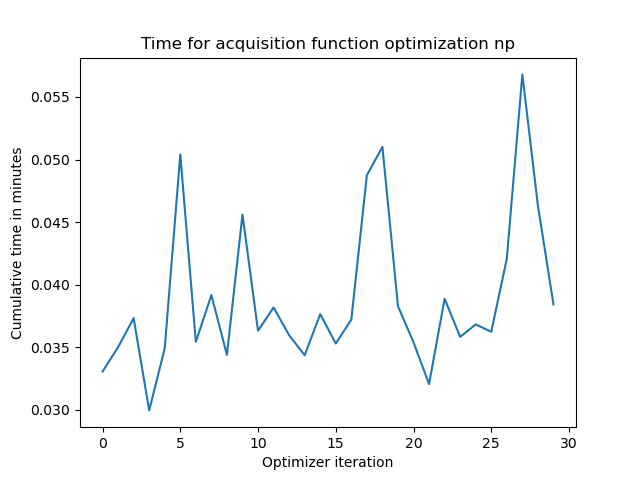 Time for acquisition function optimization np
Cumulative time in minutes
0.055
0.050
0.045
0.040
0.035
0.030
0 5 10 15 20 25 30
Optimizer iteration